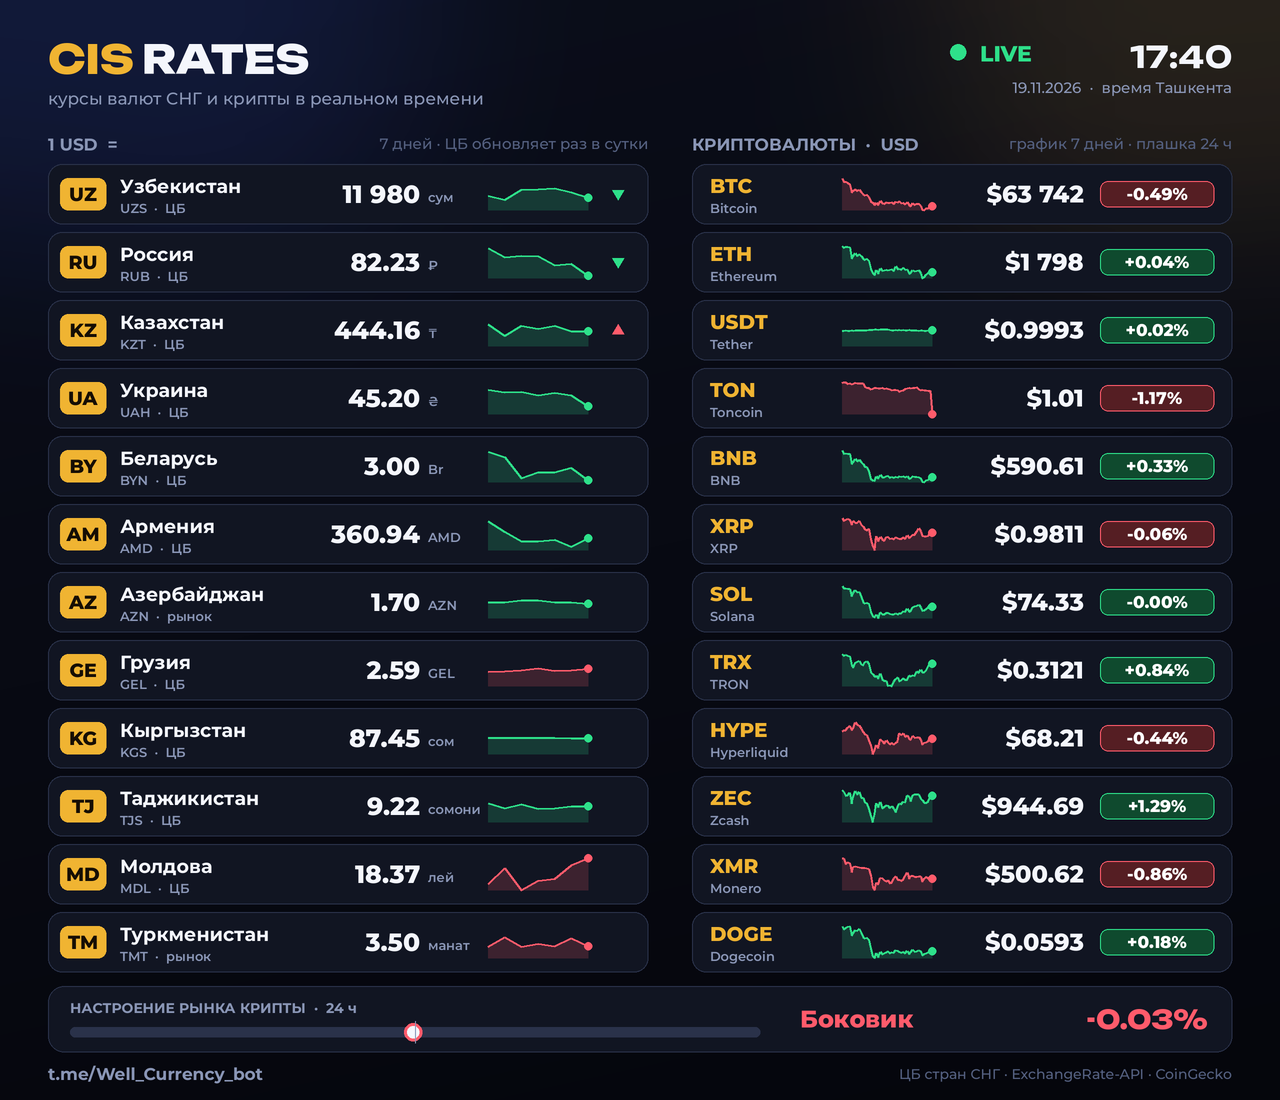 CIS RATES
LIVE 17:40
курсы валют СНГ и крипты в реальном времени
19.11.2026 · время Ташкента
1 USD =
7 дней · ЦБ обновляет раз в сутки
UZ Узбекистан 11 980 сум
UZS · ЦБ
RU Россия 82.23 ₽
RUB · ЦБ
KZ Казахстан 444.16 ₸
KZT · ЦБ
UA Украина 45.20 ₴
UAH · ЦБ
BY Беларусь 3.00 Br
BYN · ЦБ
AM Армения 360.94 AMD
AMD · ЦБ
AZ Азербайджан 1.70 AZN
AZN · рынок
GE Грузия 2.59 GEL
GEL · ЦБ
KG Кыргызстан 87.45 сом
KGS · ЦБ
TJ Таджикистан 9.22 сомони
TJS · ЦБ
MD Молдова 18.37 лей
MDL · ЦБ
TM Туркменистан 3.50 манат
TMT · рынок
КРИПТОВАЛЮТЫ · USD
график 7 дней · плашка 24 ч
BTC $63 742 -0.49%
Bitcoin
ETH $1 798 +0.04%
Ethereum
USDT $0.9993 +0.02%
Tether
TON $1.01 -1.17%
Toncoin
BNB $590.61 +0.33%
BNB
XRP $0.9811 -0.06%
XRP
SOL $74.33 -0.00%
Solana
TRX $0.3121 +0.84%
TRON
HYPE $68.21 -0.44%
Hyperliquid
ZEC $944.69 +1.29%
Zcash
XMR $500.62 -0.86%
Monero
DOGE $0.0593 +0.18%
Dogecoin
НАСТРОЕНИЕ РЫНКА КРИПТЫ · 24 ч
Боковик -0.03%
t.me/Well_Currency_bot
ЦБ стран СНГ · ExchangeRate-API · CoinGecko